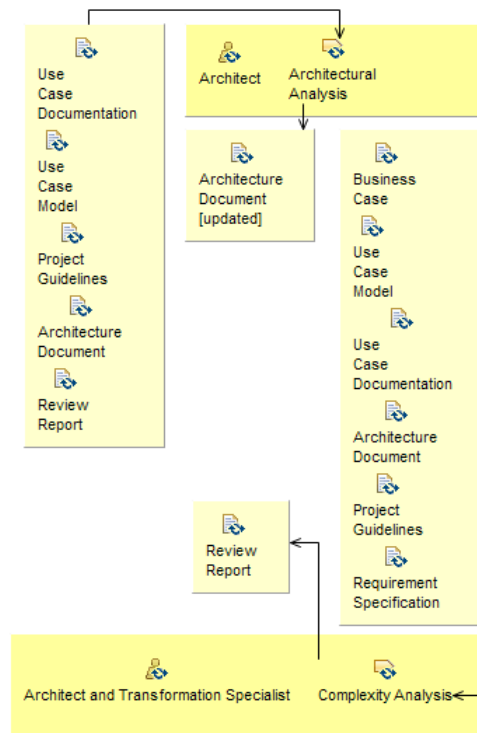 Use
Case
Documentation
Use
Case
Model
Project
Guidelines
Architecture
Document
Review
Report
Architect
Architectural
Analysis
Architecture
Document
[updated]
Business
Case
Use
Case
Model
Use
Case
Documentation
Architecture
Document
Project
Guidelines
Requirement
Specification
Review
Report
Architect and Transformation Specialist
Complexity Analysis